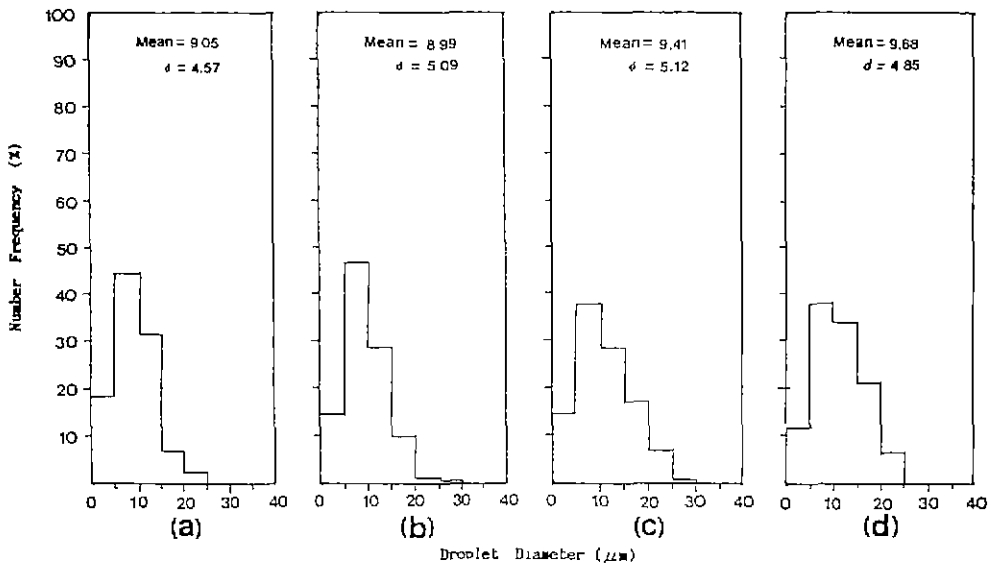 Mean = 9.05
σ = 4.57
Mean = 8.99
σ = 5.09
Mean = 9.41
σ = 5.12
Mean = 9.68
d = 4.85
Number Frequency (%)
100
90
80
70
60
50
40
30
20
10
0 10 20 30 40
0 10 20 30 40
0 10 20 30 40
0 10 20 30 40
(a) (b) (c) (d)
Droplet Diameter (μm)